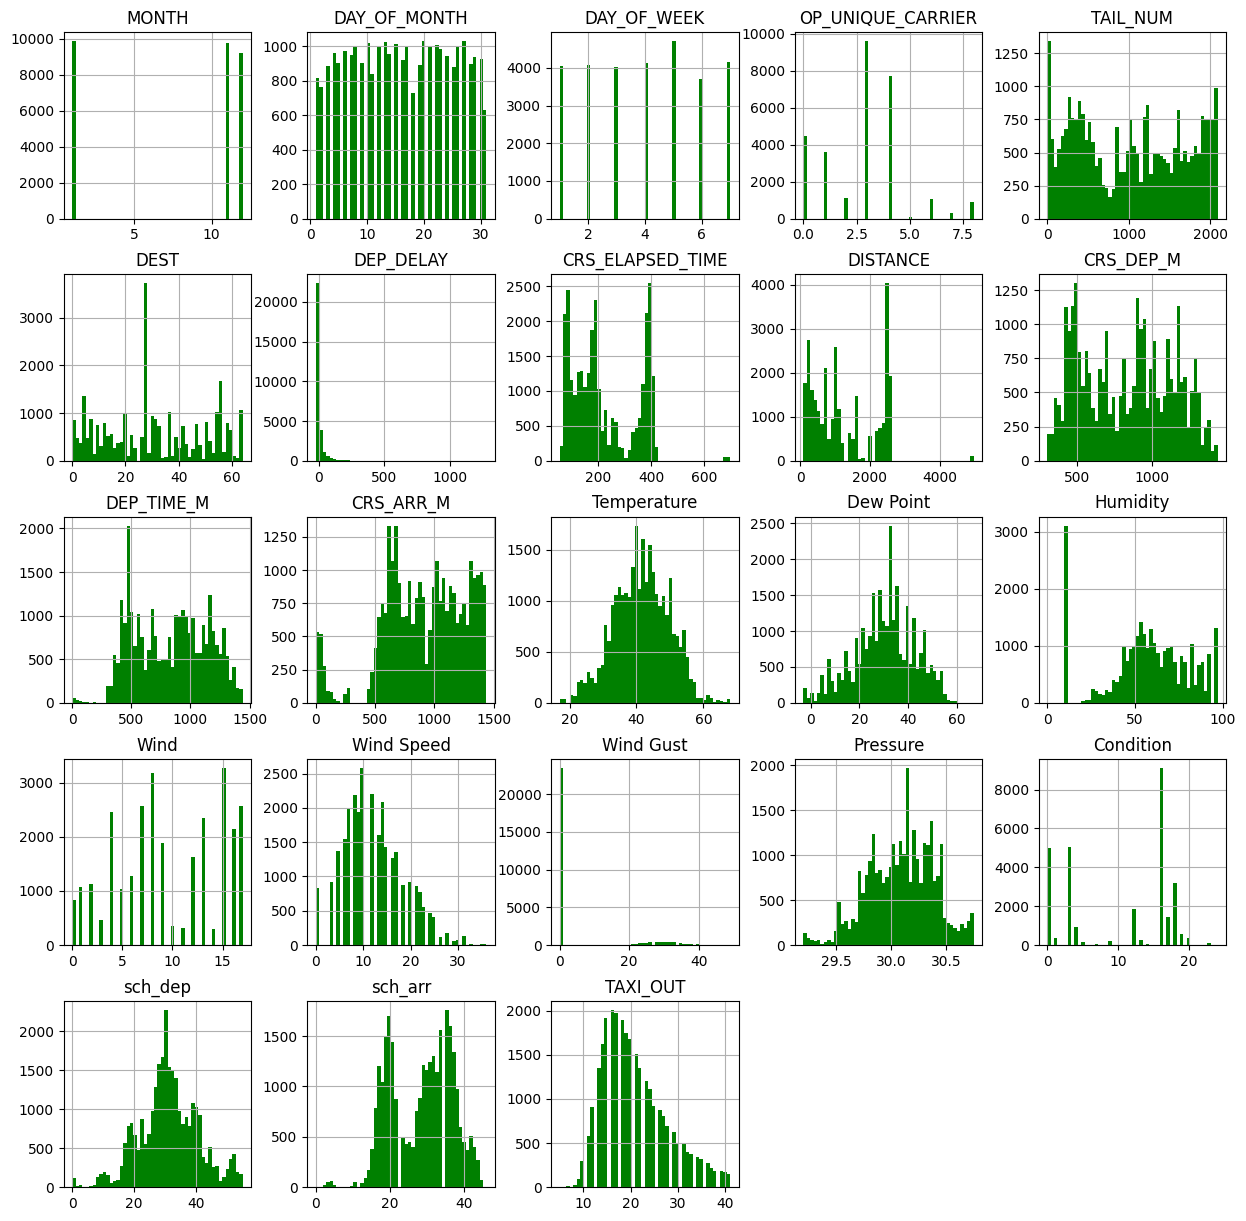 MONTH
10000
8000
6000
4000
2000
0
5 10
DAY_OF_MONTH
1000
800
600
400
200
0
0 10 20 30
DAY_OF_WEEK
4000
3000
2000
1000
0
2 4 6
OP_UNIQUE_CARRIER
10000
8000
6000
4000
2000
0
0.0 2.5 5.0 7.5
TAIL_NUM
1250
1000
750
500
250
0
0 1000 2000
DEST
3000
2000
1000
0
0 20 40 60
DEP_DELAY
20000
15000
10000
5000
0
0 500 1000
CRS_ELAPSED_TIME
2500
2000
1500
1000
500
0
200 400 600
DISTANCE
4000
3000
2000
1000
0
0 2000 4000
CRS_DEP_M
1250
1000
750
500
250
0
500 1000
DEP_TIME_M
2000
1500
1000
500
0
0 500 1000 1500
CRS_ARR_M
1250
1000
750
500
250
0
0 500 1000 1500
Temperature
1500
1000
500
0
20 40 60
Dew Point
2500
2000
1500
1000
500
0
0 20 40 60
Humidity
3000
2000
1000
0
0 50 100
Wind
3000
2000
1000
0
0 5 10 15
Wind Speed
2500
2000
1500
1000
500
0
0 10 20 30
Wind Gust
20000
15000
10000
5000
0
0 20 40
Pressure
2000
1500
1000
500
0
29.5 30.0 30.5
Condition
8000
6000
4000
2000
0
0 10 20
sch_dep
2000
1500
1000
500
0
0 20 40
sch_arr
1500
1000
500
0
0 20 40
TAXI_OUT
2000
1500
1000
500
0
10 20 30 40